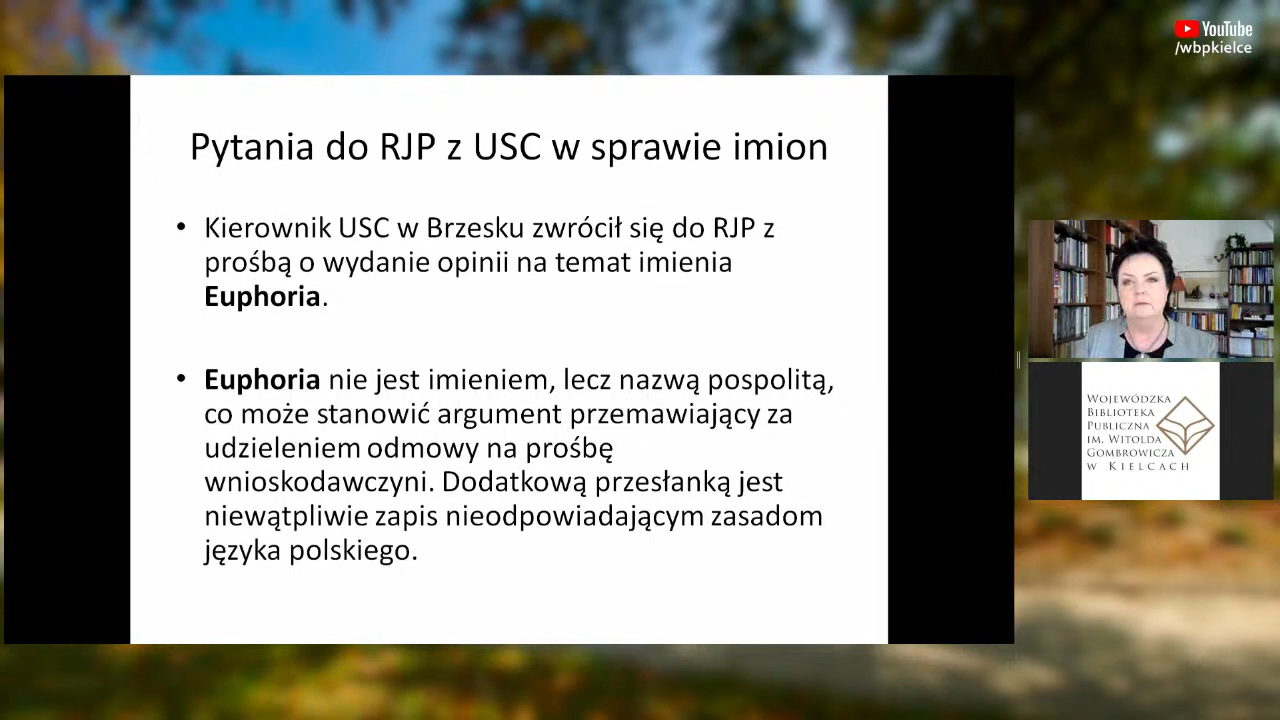 YouTube
/wbpkielce
Pytania do RJP z USC w sprawie imion
• Kierownik USC w Brzesku zwrócił się do RJP z
prośbą o wydanie opinii na temat imienia
Euphoria.
• Euphoria nie jest imieniem, lecz nazwą pospolitą,
co może stanowić argument przemawiający za
udzieleniem odmowy na prośbę
wnioskodawczyni. Dodatkową przesłanką jest
niewątpliwie zapis nieodpowiadającym zasadom
języka polskiego.
WOJEWÓDZKA
BIBLIOTEKA
PUBLICZNA
IM. WITOLDA
GOMBROWICZA
W KIELCACH